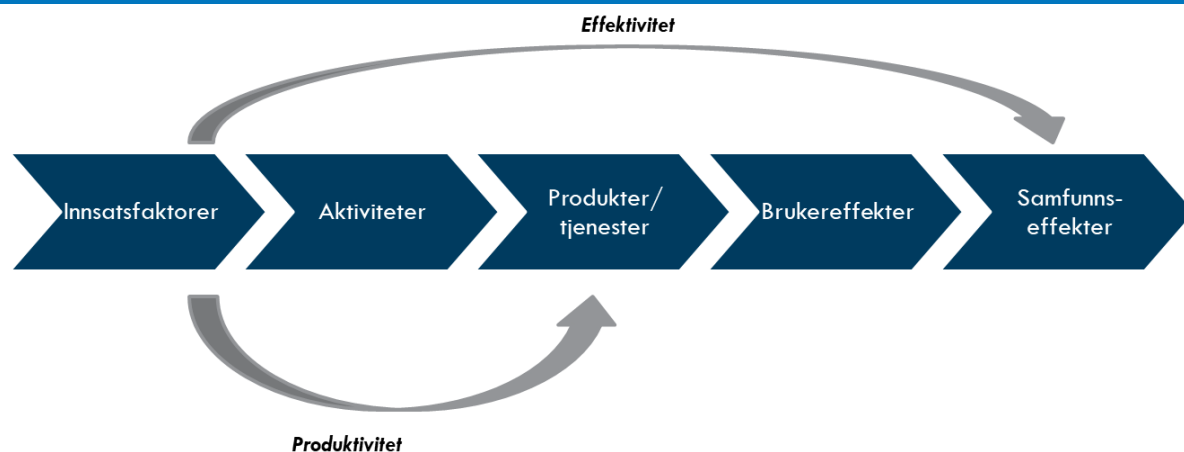 Effektivitet
Innsatsfaktorer
Aktiviteter
Produkter/
tjenester
Brukereffekter
Samfunns-
effekter
Produktivitet